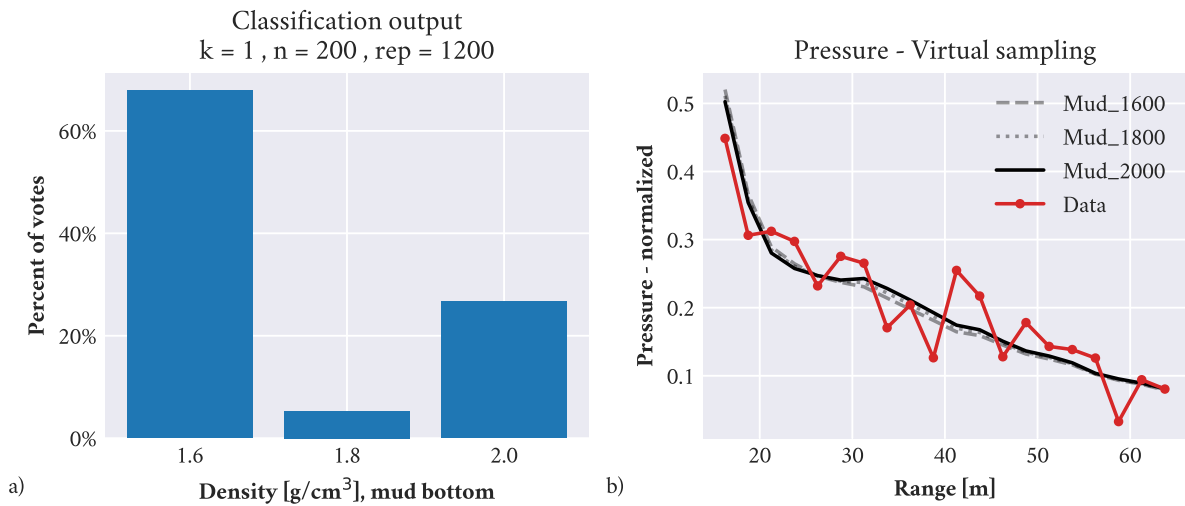 Classification output
k = 1 , n = 200 , rep = 1200
60%
40%
20%
0%
Percent of votes
1.6
1.8
2.0
Density [g/cm³], mud bottom
a)
Pressure - Virtual sampling
0.5
0.4
0.3
0.2
0.1
Pressure - normalized
Mud_1600
Mud_1800
Mud_2000
Data
20
30
40
50
60
Range [m]
b)